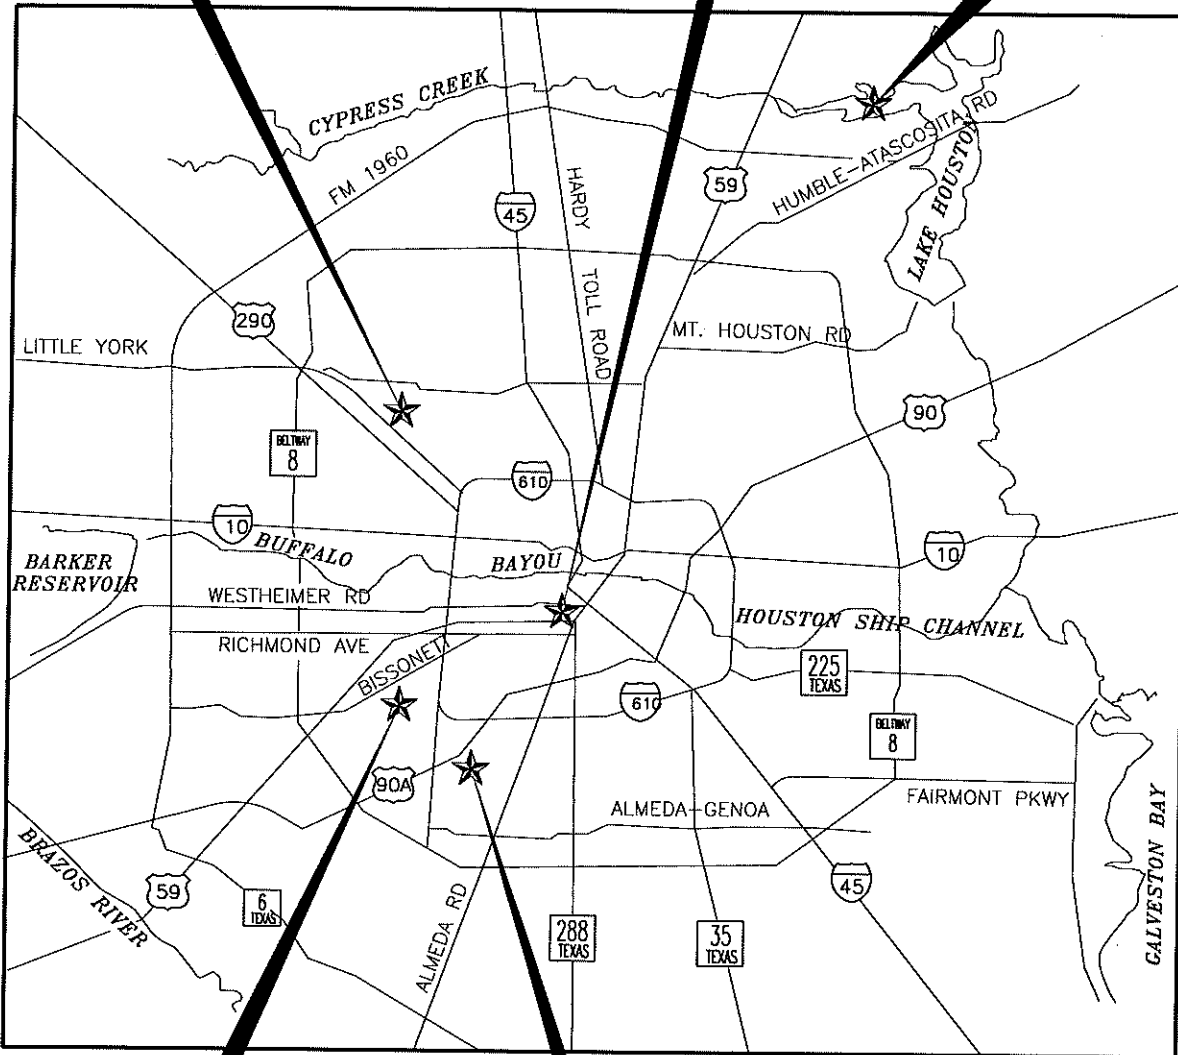 CYPRESS CREEK
FM 1960
45
HARDY
TOLL ROAD
59
HUMBLE-ATASCOSITA RD
LAKE HOUSTON
290
LITTLE YORK
MT. HOUSTON RD
90
BELTWAY
8
610
10
BUFFALO
BAYOU
10
BARKER
RESERVOIR
WESTHEIMER RD
HOUSTON SHIP CHANNEL
RICHMOND AVE
BISSONETT
225
TEXAS
610
BELTWAY
8
90A
ALMEDA-GENOA
FAIRMONT PKWY
GALVESTON BAY
BRAZOS RIVER
59
6
TEXAS
ALMEDA RD
288
TEXAS
35
TEXAS
45